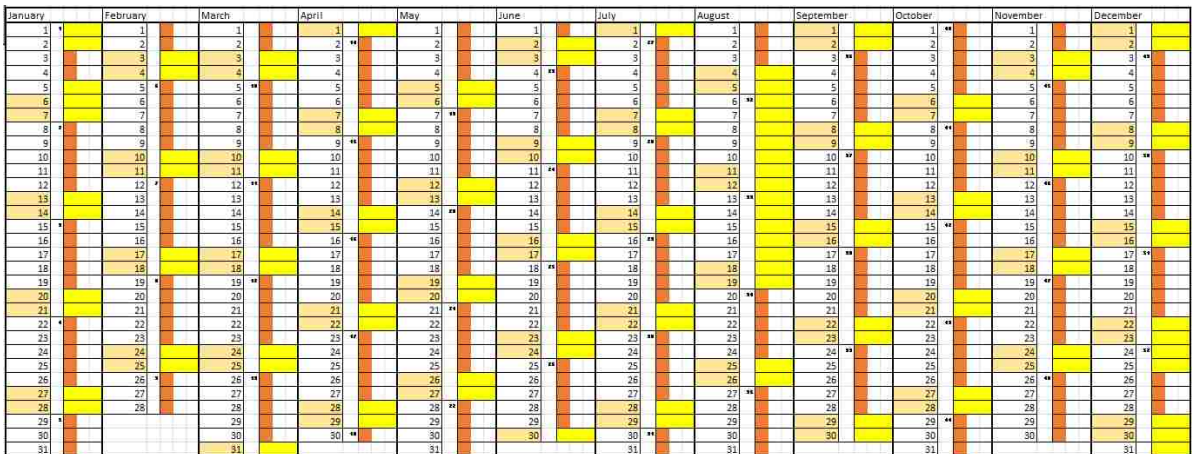 January February March April May June July August September October November December
1 1 1 1 1 1 1 1 1 1 1 1
2 2 2 2 2 2 2 2 2 2 2 2
3 3 3 3 3 3 3 3 3 3 3 3
4 4 4 4 4 4 4 4 4 4 4 4
5 5 5 5 5 5 5 5 5 5 5 5
6 6 6 6 6 6 6 6 6 6 6 6
7 7 7 7 7 7 7 7 7 7 7 7
8 8 8 8 8 8 8 8 8 8 8 8
9 9 9 9 9 9 9 9 9 9 9 9
10 10 10 10 10 10 10 10 10 10 10 10
11 11 11 11 11 11 11 11 11 11 11 11
12 12 12 12 12 12 12 12 12 12 12 12
13 13 13 13 13 13 13 13 13 13 13 13
14 14 14 14 14 14 14 14 14 14 14 14
15 15 15 15 15 15 15 15 15 15 15 15
16 16 16 16 16 16 16 16 16 16 16 16
17 17 17 17 17 17 17 17 17 17 17 17
18 18 18 18 18 18 18 18 18 18 18 18
19 19 19 19 19 19 19 19 19 19 19 19
20 20 20 20 20 20 20 20 20 20 20 20
21 21 21 21 21 21 21 21 21 21 21 21
22 22 22 22 22 22 22 22 22 22 22 22
23 23 23 23 23 23 23 23 23 23 23 23
24 24 24 24 24 24 24 24 24 24 24 24
25 25 25 25 25 25 25 25 25 25 25 25
26 26 26 26 26 26 26 26 26 26 26 26
27 27 27 27 27 27 27 27 27 27 27 27
28 28 28 28 28 28 28 28 28 28 28 28
29 29 29 29 29 29 29 29 29 29 29
30 30 30 30 30 30 30 30 30 30 30
31 31 31 31 31 31 31